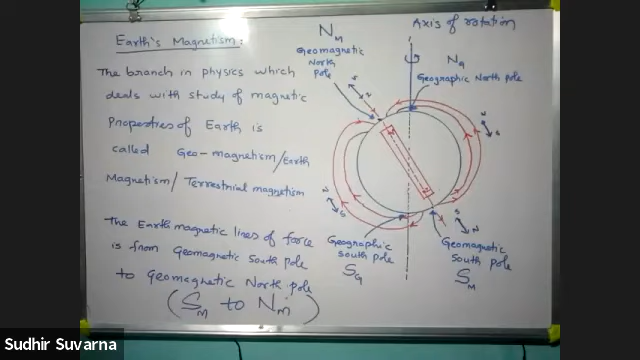 Earth's Magnetism:
The branch in physics which
deals with study of magnetic
Properties of Earth is
called Geo-magnetism/Earth
Magnetism/Terrestrial magnetism
The Earth magnetic lines of force
is from Geomagnetic South pole
to Geomagnetic North pole
(SM to NM)
NM
Geomagnetic
North
Pole
Axis of rotation
NG
Geographic North pole
Geographic
south pole
SG
Geomagnetic
South pole
SM
Sudhir Suvarna